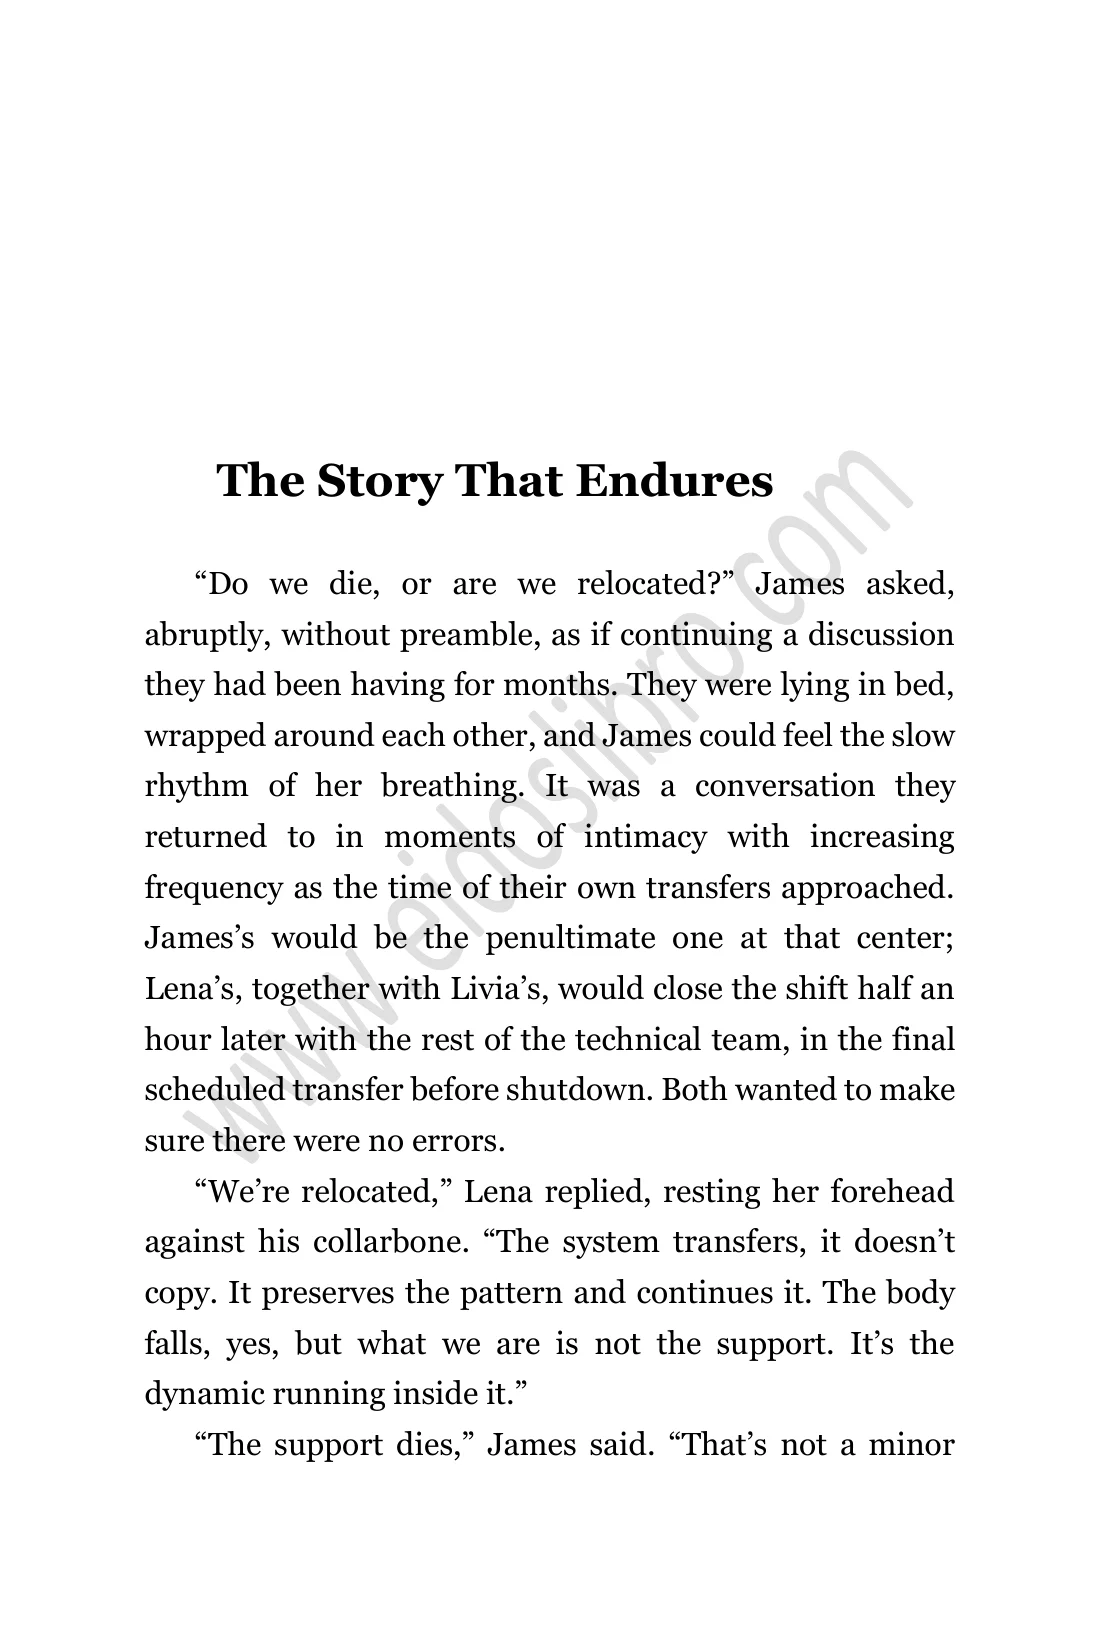 The Story That Endures
“Do we die, or are we relocated?” James asked,
abruptly, without preamble, as if continuing a discussion
they had been having for months. They were lying in bed,
wrapped around each other, and James could feel the slow
rhythm of her breathing. It was a conversation they
returned to in moments of intimacy with increasing
frequency as the time of their own transfers approached.
James’s would be the penultimate one at that center;
Lena’s, together with Livia’s, would close the shift half an
hour later with the rest of the technical team, in the final
scheduled transfer before shutdown. Both wanted to make
sure there were no errors.
“We’re relocated,” Lena replied, resting her forehead
against his collarbone. “The system transfers, it doesn’t
copy. It preserves the pattern and continues it. The body
falls, yes, but what we are is not the support. It’s the
dynamic running inside it.”
“The support dies,” James said. “That’s not a minor
www.eidoslibro.com